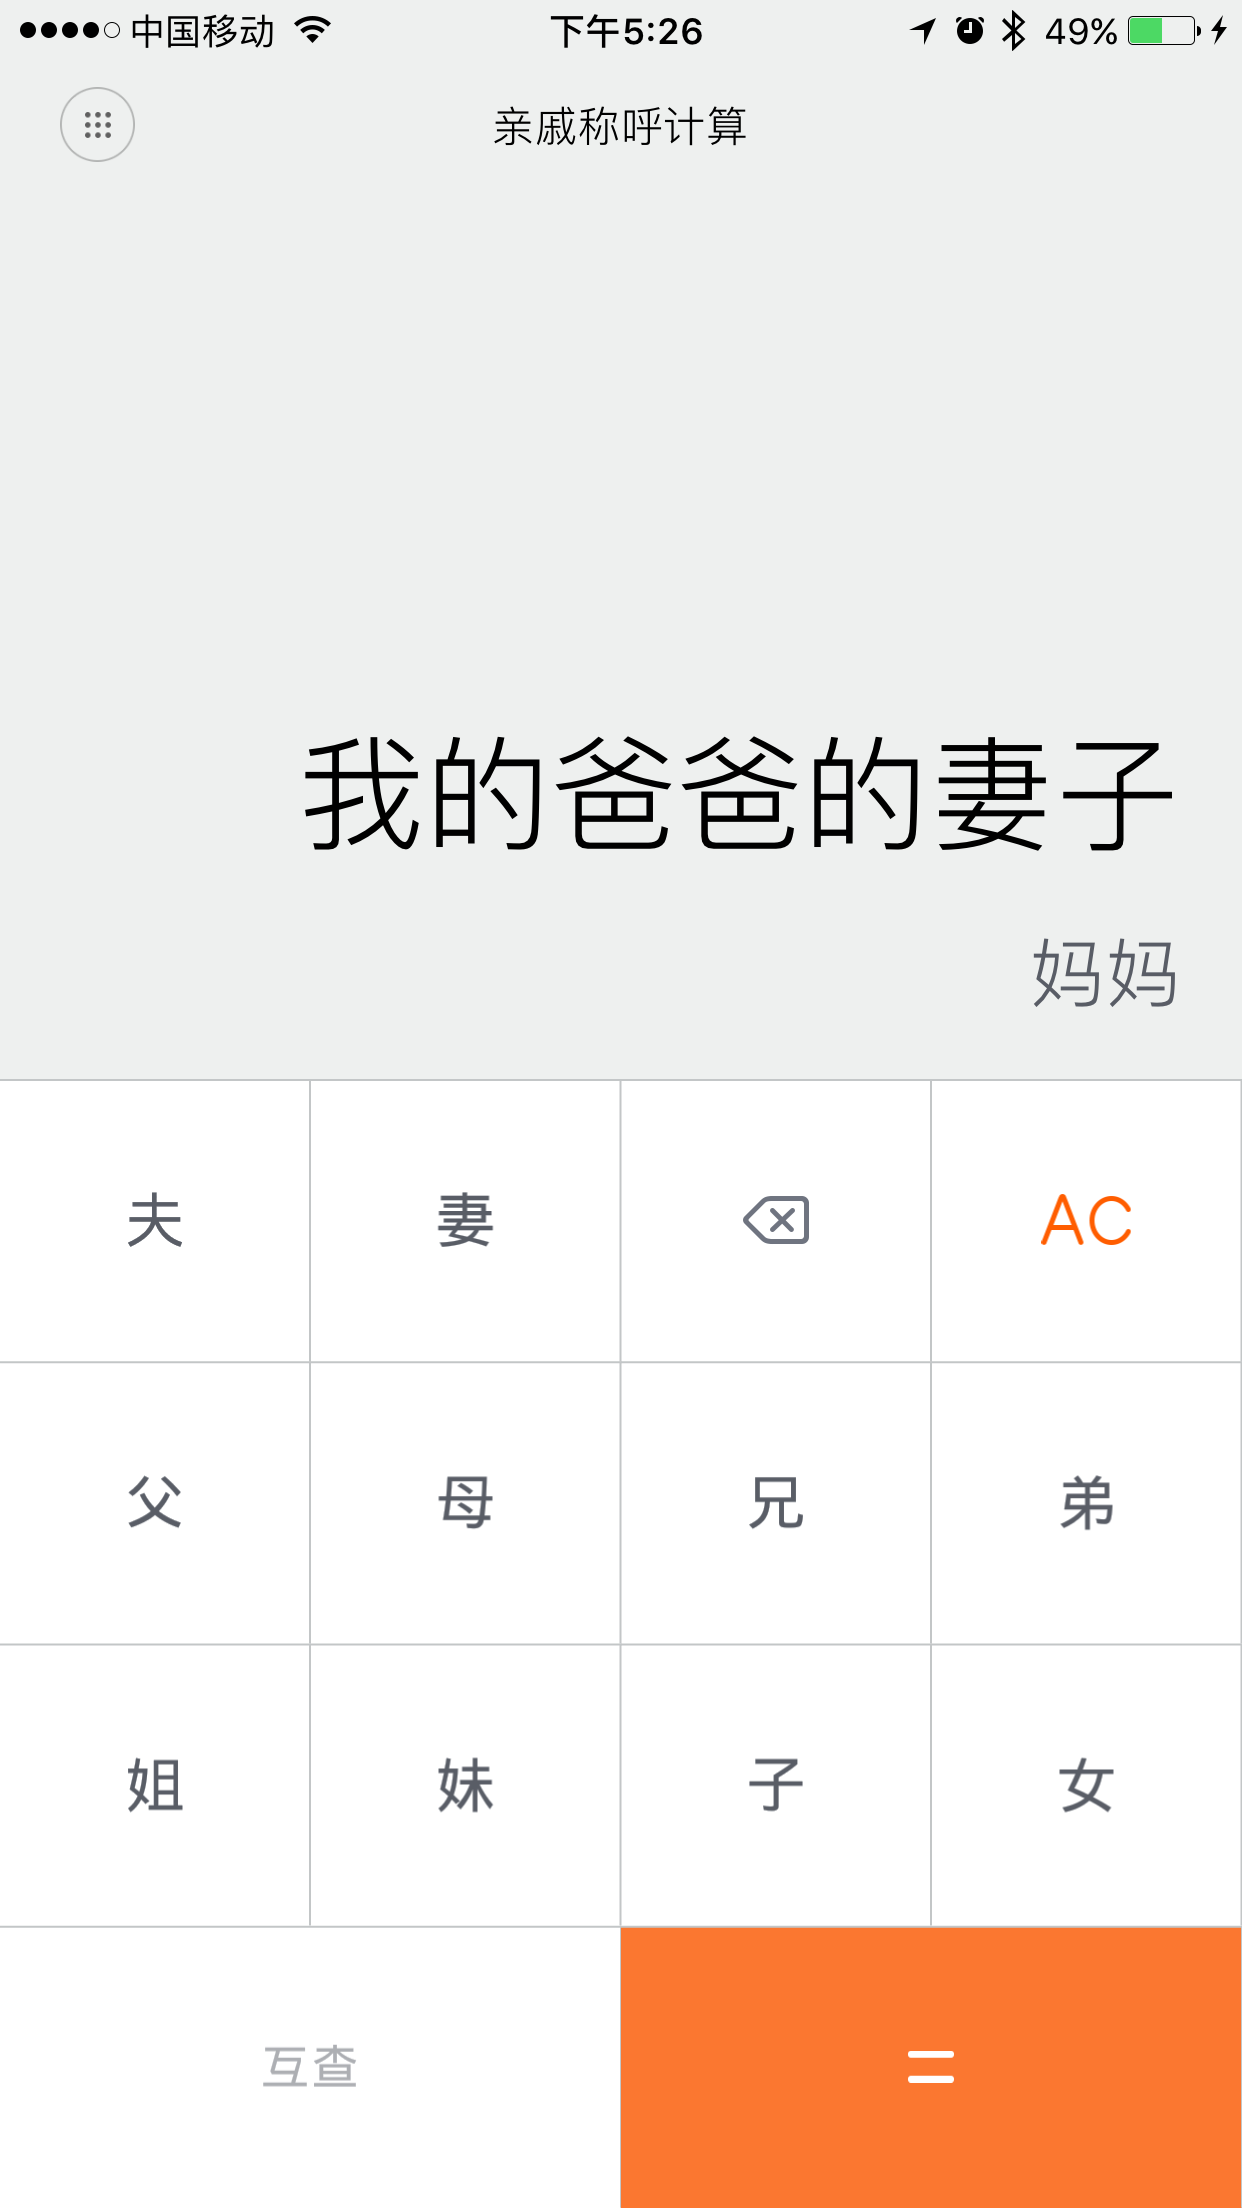 中国移动 下午5:26 49%
亲戚称呼计算
我的爸爸的妻子
妈妈
夫 妻 AC
父 母 兄 弟
姐 妹 子 女
互查 =